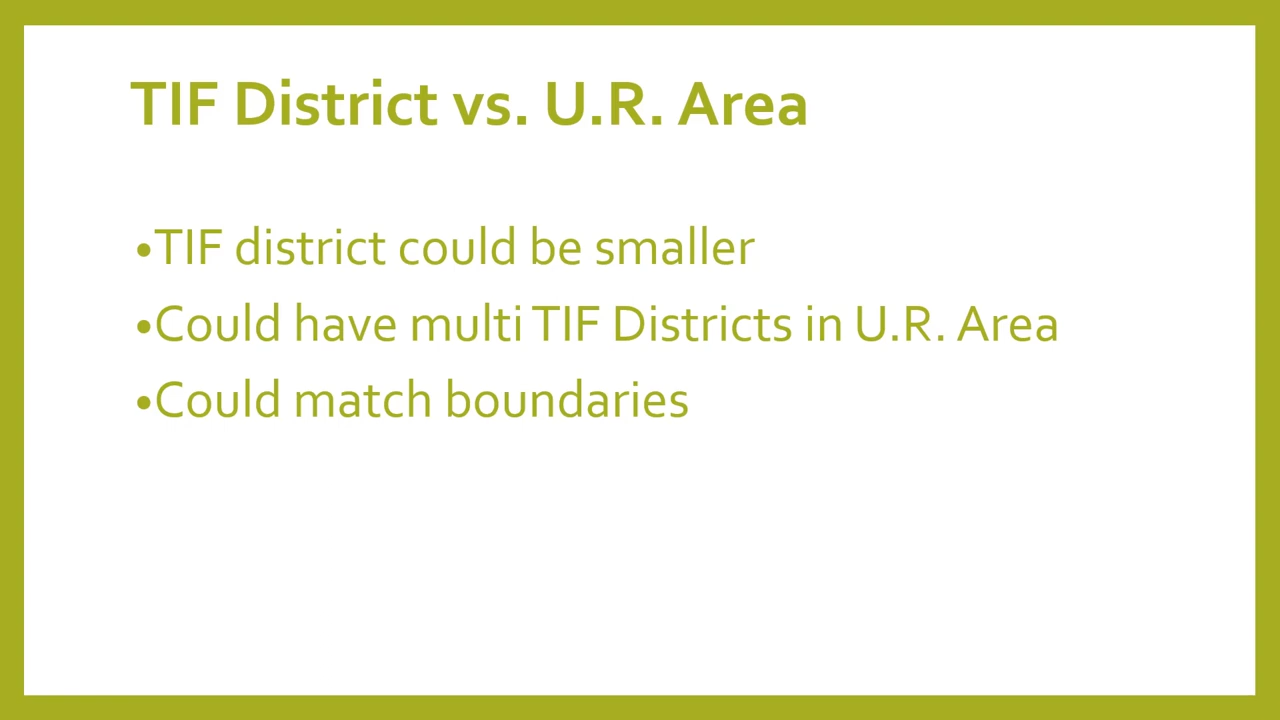 TIF District vs. U.R. Area
•TIF district could be smaller
•Could have multi TIF Districts in U.R. Area
•Could match boundaries